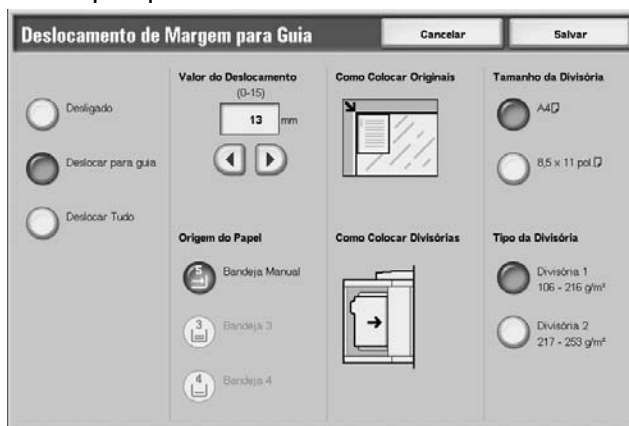 Deslocamento de Margem para Guia
Cancelar
Salvar
Desligado
Deslocar para guia
Deslocar Tudo
Valor do Deslocamento
(0-15)
13 mm
Origem do Papel
5
Bandeja Manual
3
Bandeja 3
4
Bandeja 4
Como Colocar Originais
Como Colocar Divisórias
Tamanho da Divisória
A4
8,5 x 11 pol.
Tipo da Divisória
Divisória 1
106 - 216 g/m²
Divisória 2
217 - 253 g/m²